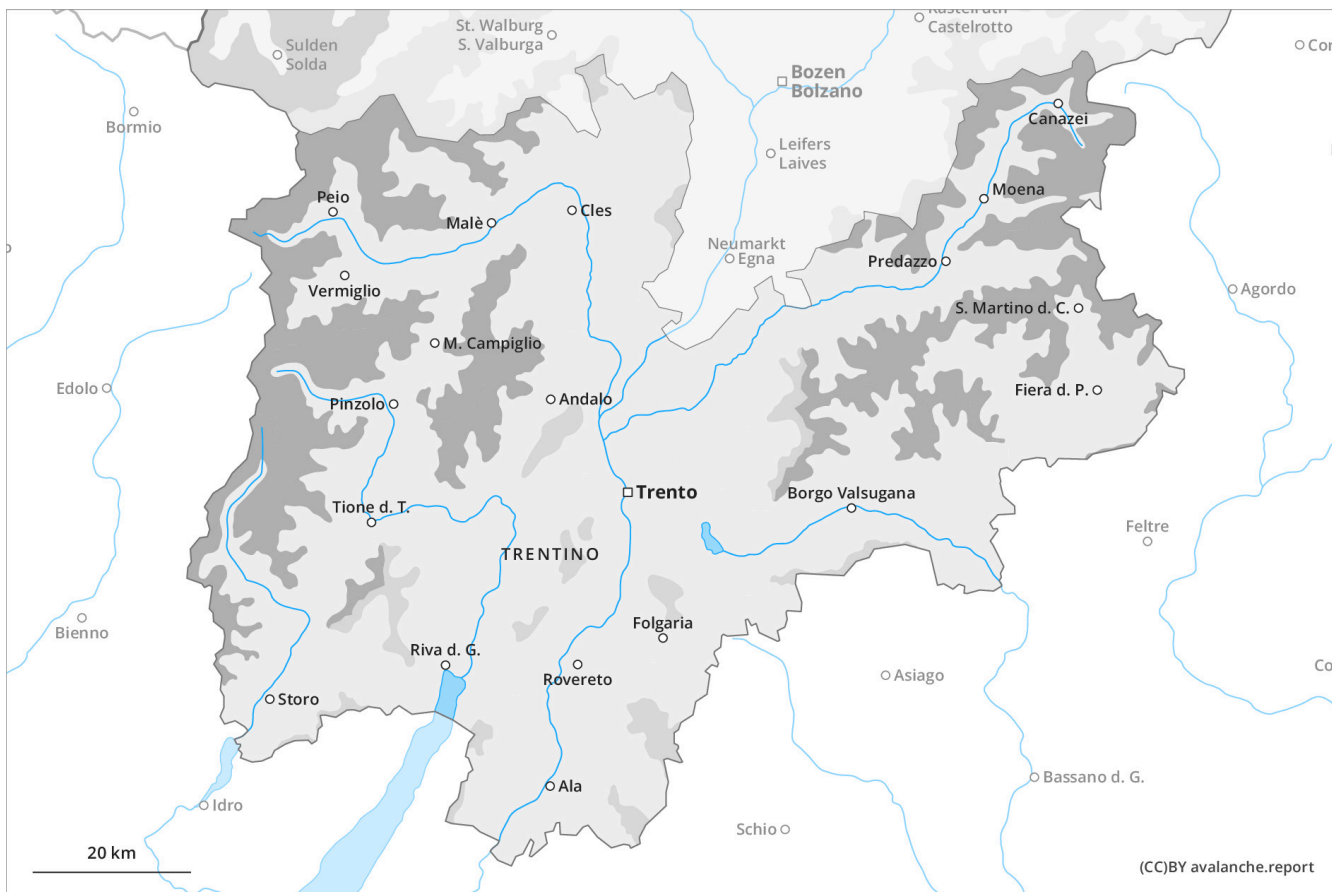 Kastelruth
Castelrotto
St. Walburg
S. Valburga
Sulden
Solda
Bozen
Bolzano
Bormio
Canazei
Leifers
Laives
Moena
Peio
Malè
Cles
Neumarkt
Egna
Predazzo
Vermiglio
Agordo
S. Martino d. C.
M. Campiglio
Edolo
Pinzolo
Andalo
Fiera d. P.
Trento
Borgo Valsugana
Tione d. T.
Feltre
TRENTINO
Bienno
Folgaria
Riva d. G.
Rovereto
Asiago
Storo
Ala
Bassano d. G.
Idro
Schio
20 km
(CC)BY avalanche.report